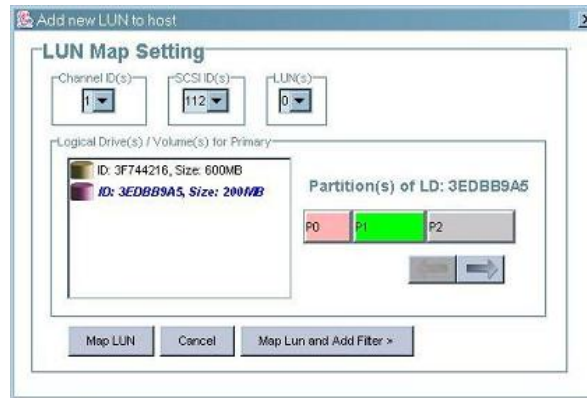 Add new LUN to host
LUN Map Setting
Channel ID(s) SCSI ID(s) LUN(s)
1 112 0
Logical Drive(s) / Volume(s) for Primary
ID: 3F744216, Size: 600MB
ID: 3EDBB9A5, Size: 200MB
Partition(s) of LD: 3EDBB9A5
P0 P1 P2
Map LUN Cancel Map Lun and Add Filter »